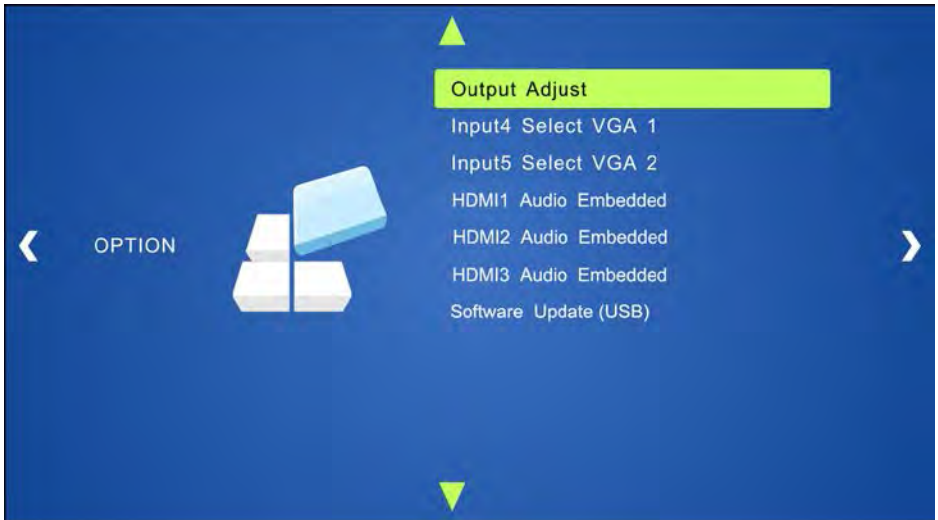 Output Adjust
Input4 Select VGA 1
Input5 Select VGA 2
HDMI1 Audio Embedded
OPTION
HDMI2 Audio Embedded
HDMI3 Audio Embedded
Software Update (USB)